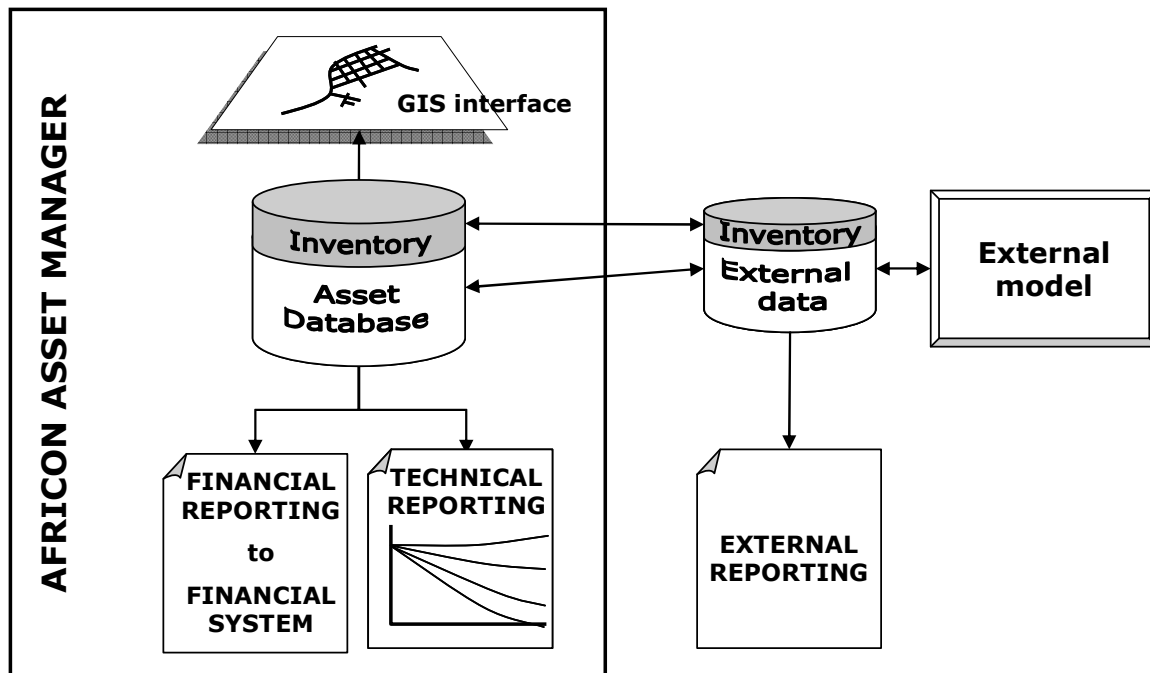 AFRICON ASSET MANAGER
GIS interface
Inventory
Asset
Database
FINANCIAL
REPORTING
to
FINANCIAL
SYSTEM
TECHNICAL
REPORTING
Inventory
External
data
External
model
EXTERNAL
REPORTING